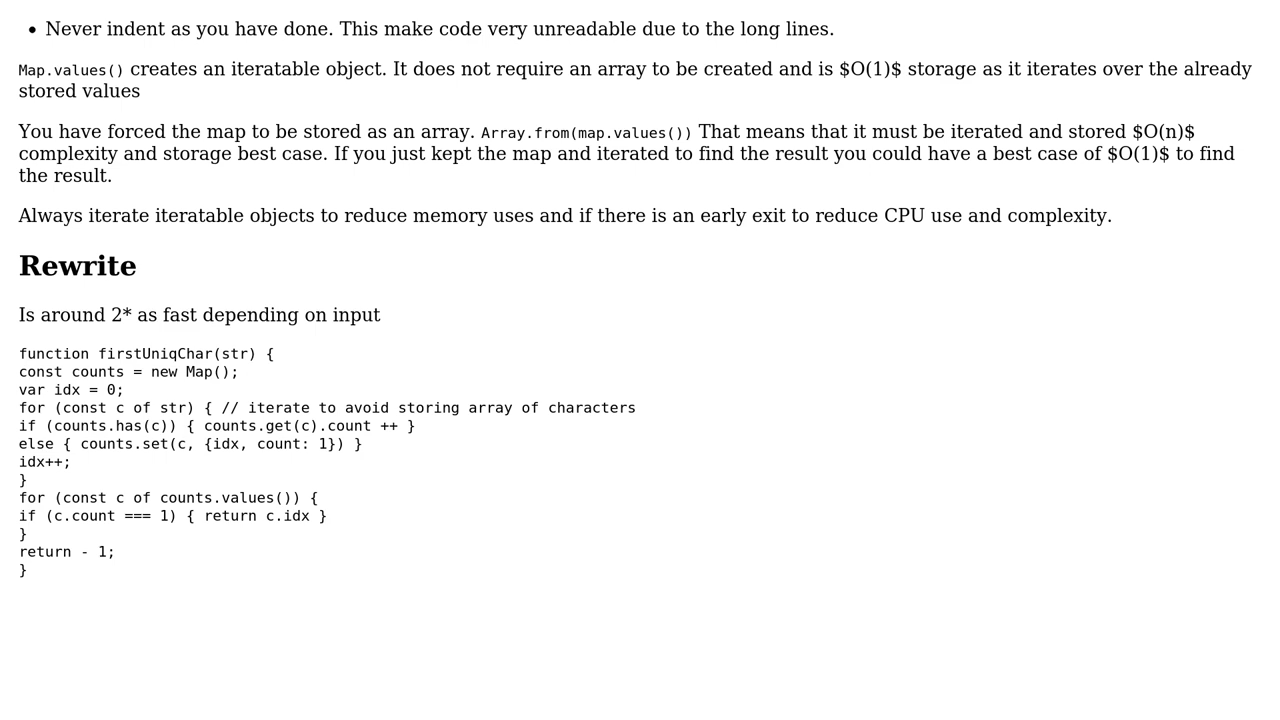 • Never indent as you have done. This make code very unreadable due to the long lines.
Map.values() creates an iteratable object. It does not require an array to be created and is $O(1)$ storage as it iterates over the already
stored values
You have forced the map to be stored as an array. Array.from(map.values()) That means that it must be iterated and stored $O(n)$
complexity and storage best case. If you just kept the map and iterated to find the result you could have a best case of $O(1)$ to find
the result.
Always iterate iteratable objects to reduce memory uses and if there is an early exit to reduce CPU use and complexity.
Rewrite
Is around 2* as fast depending on input
function firstUniqChar(str) {
const counts = new Map();
var idx = 0;
for (const c of str) { // iterate to avoid storing array of characters
if (counts.has(c)) { counts.get(c).count ++ }
else { counts.set(c, {idx, count: 1}) }
idx++;
}
for (const c of counts.values()) {
if (c.count === 1) { return c.idx }
}
return - 1;
}